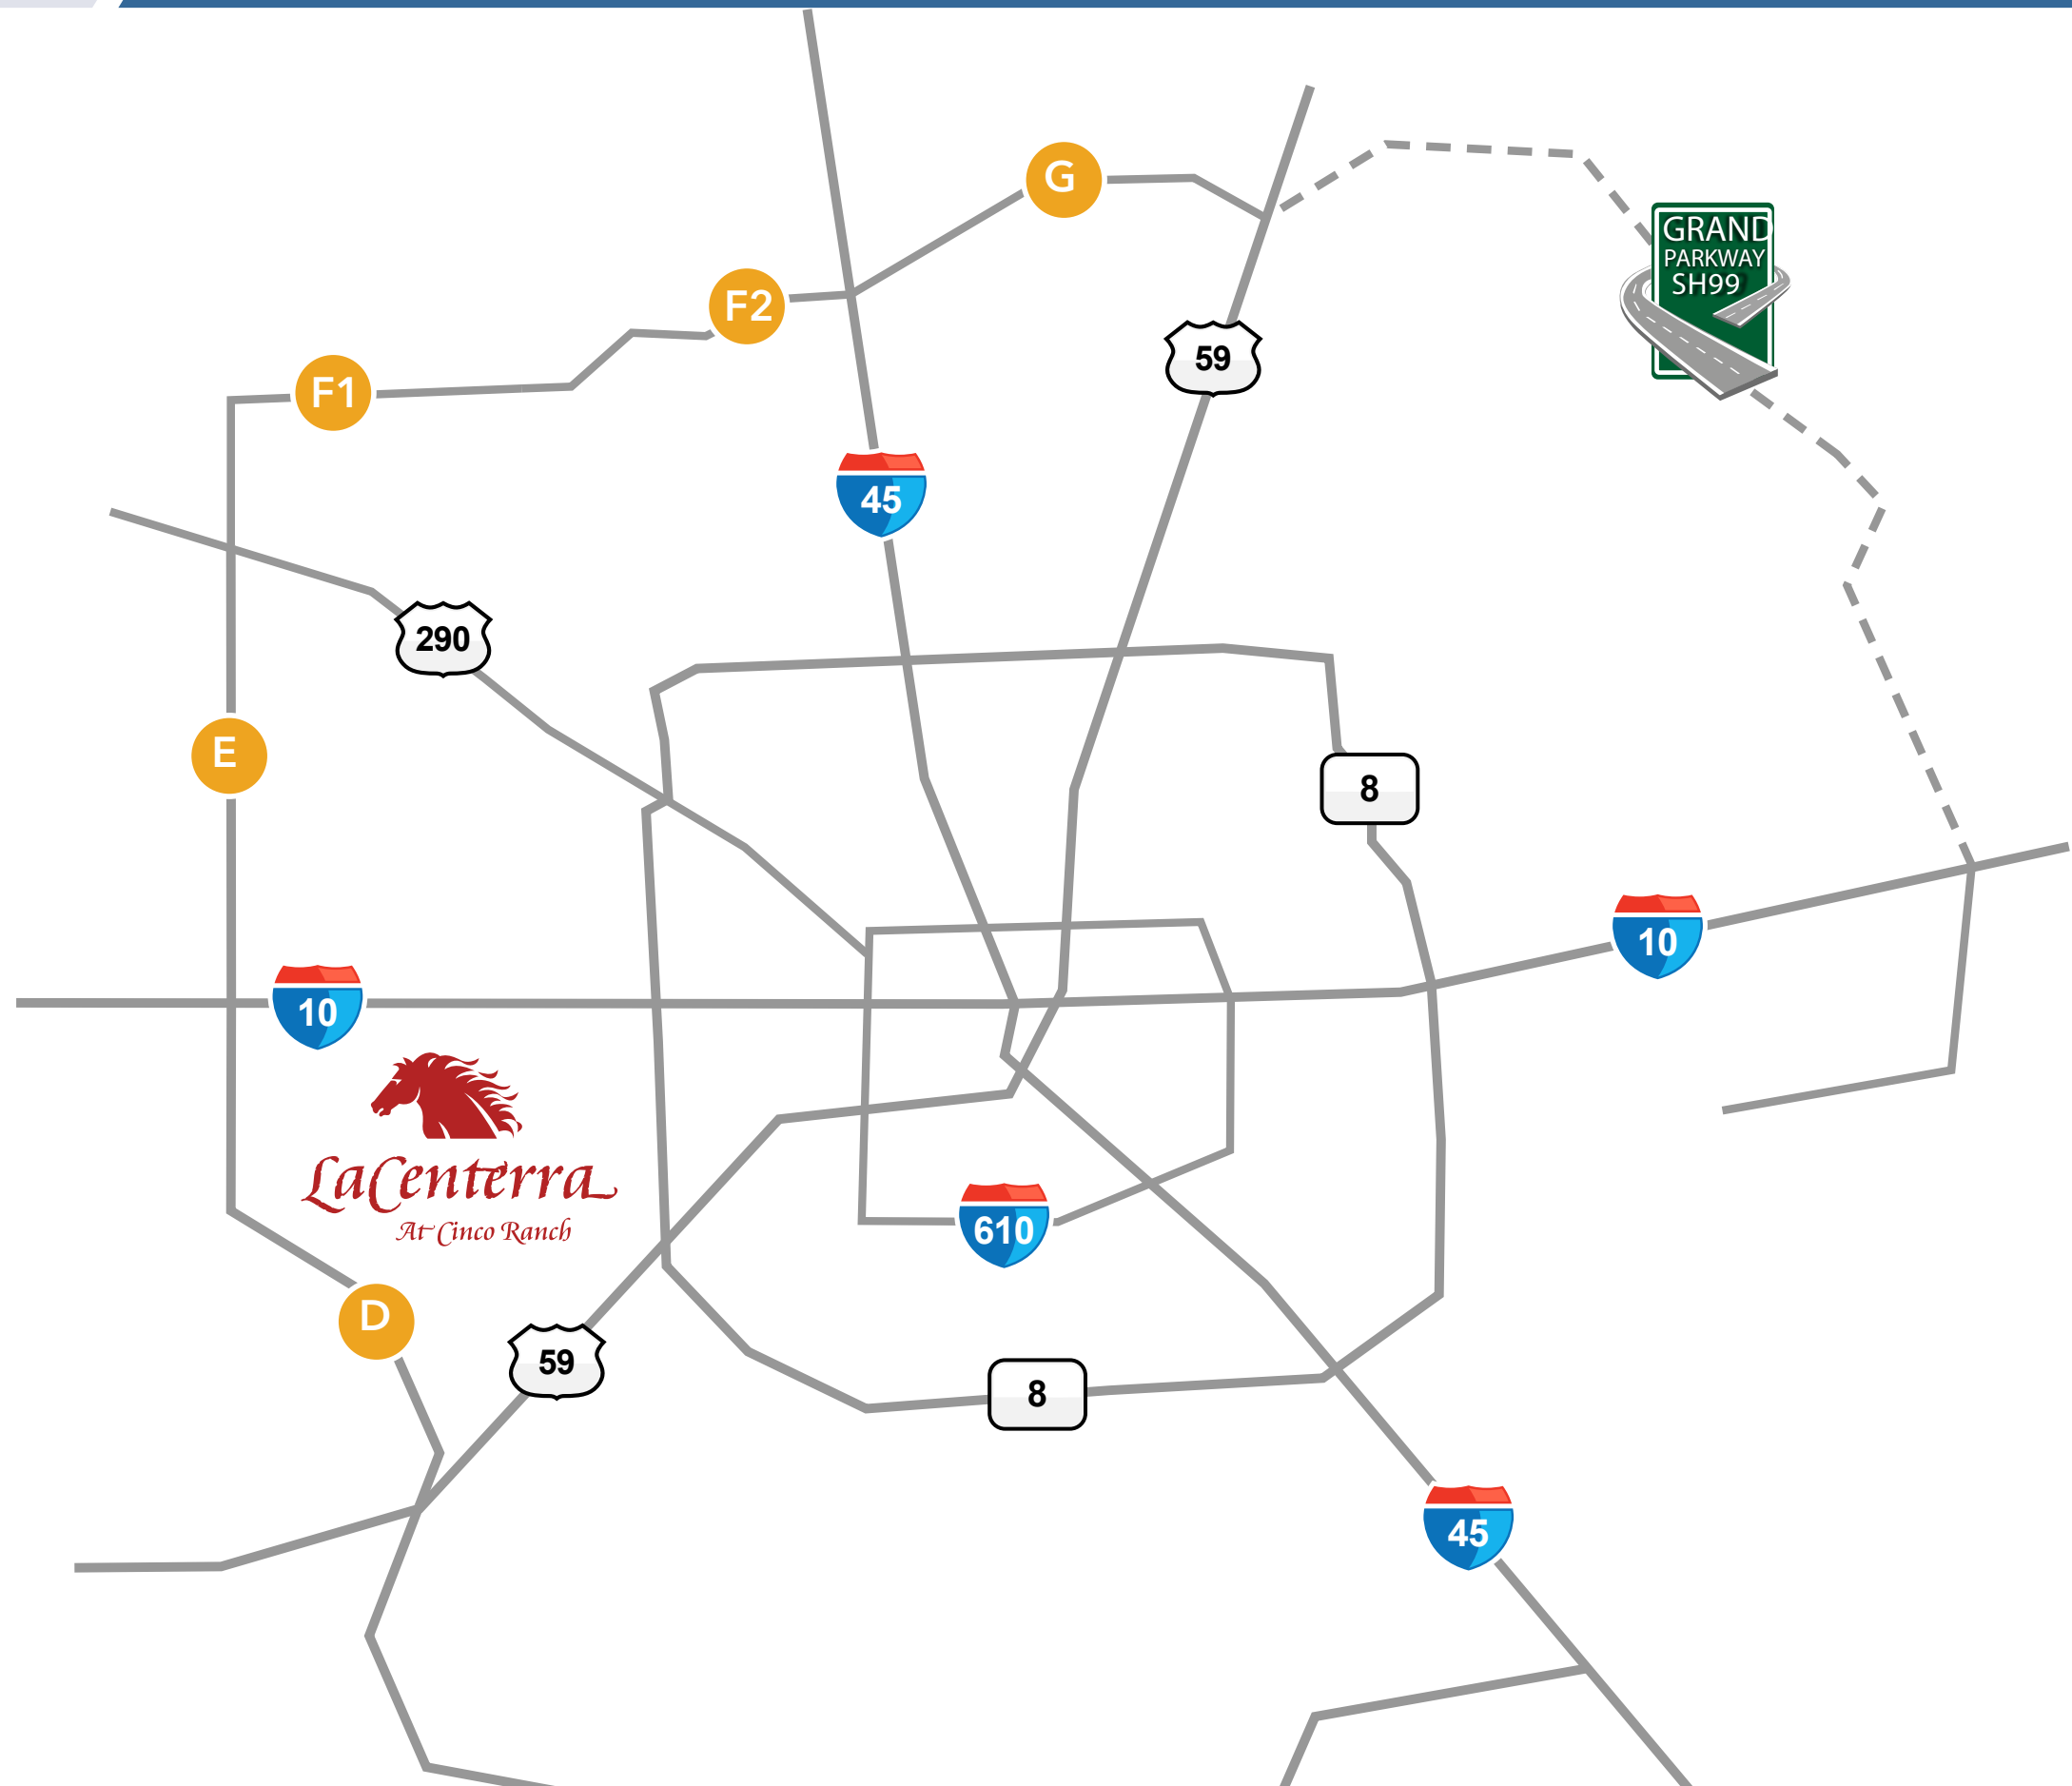 G
GRAND
PARKWAY
SH99
F2
59
F1
45
290
E
8
10
10
LaCenterra
At Cinco Ranch
610
D
59
8
45